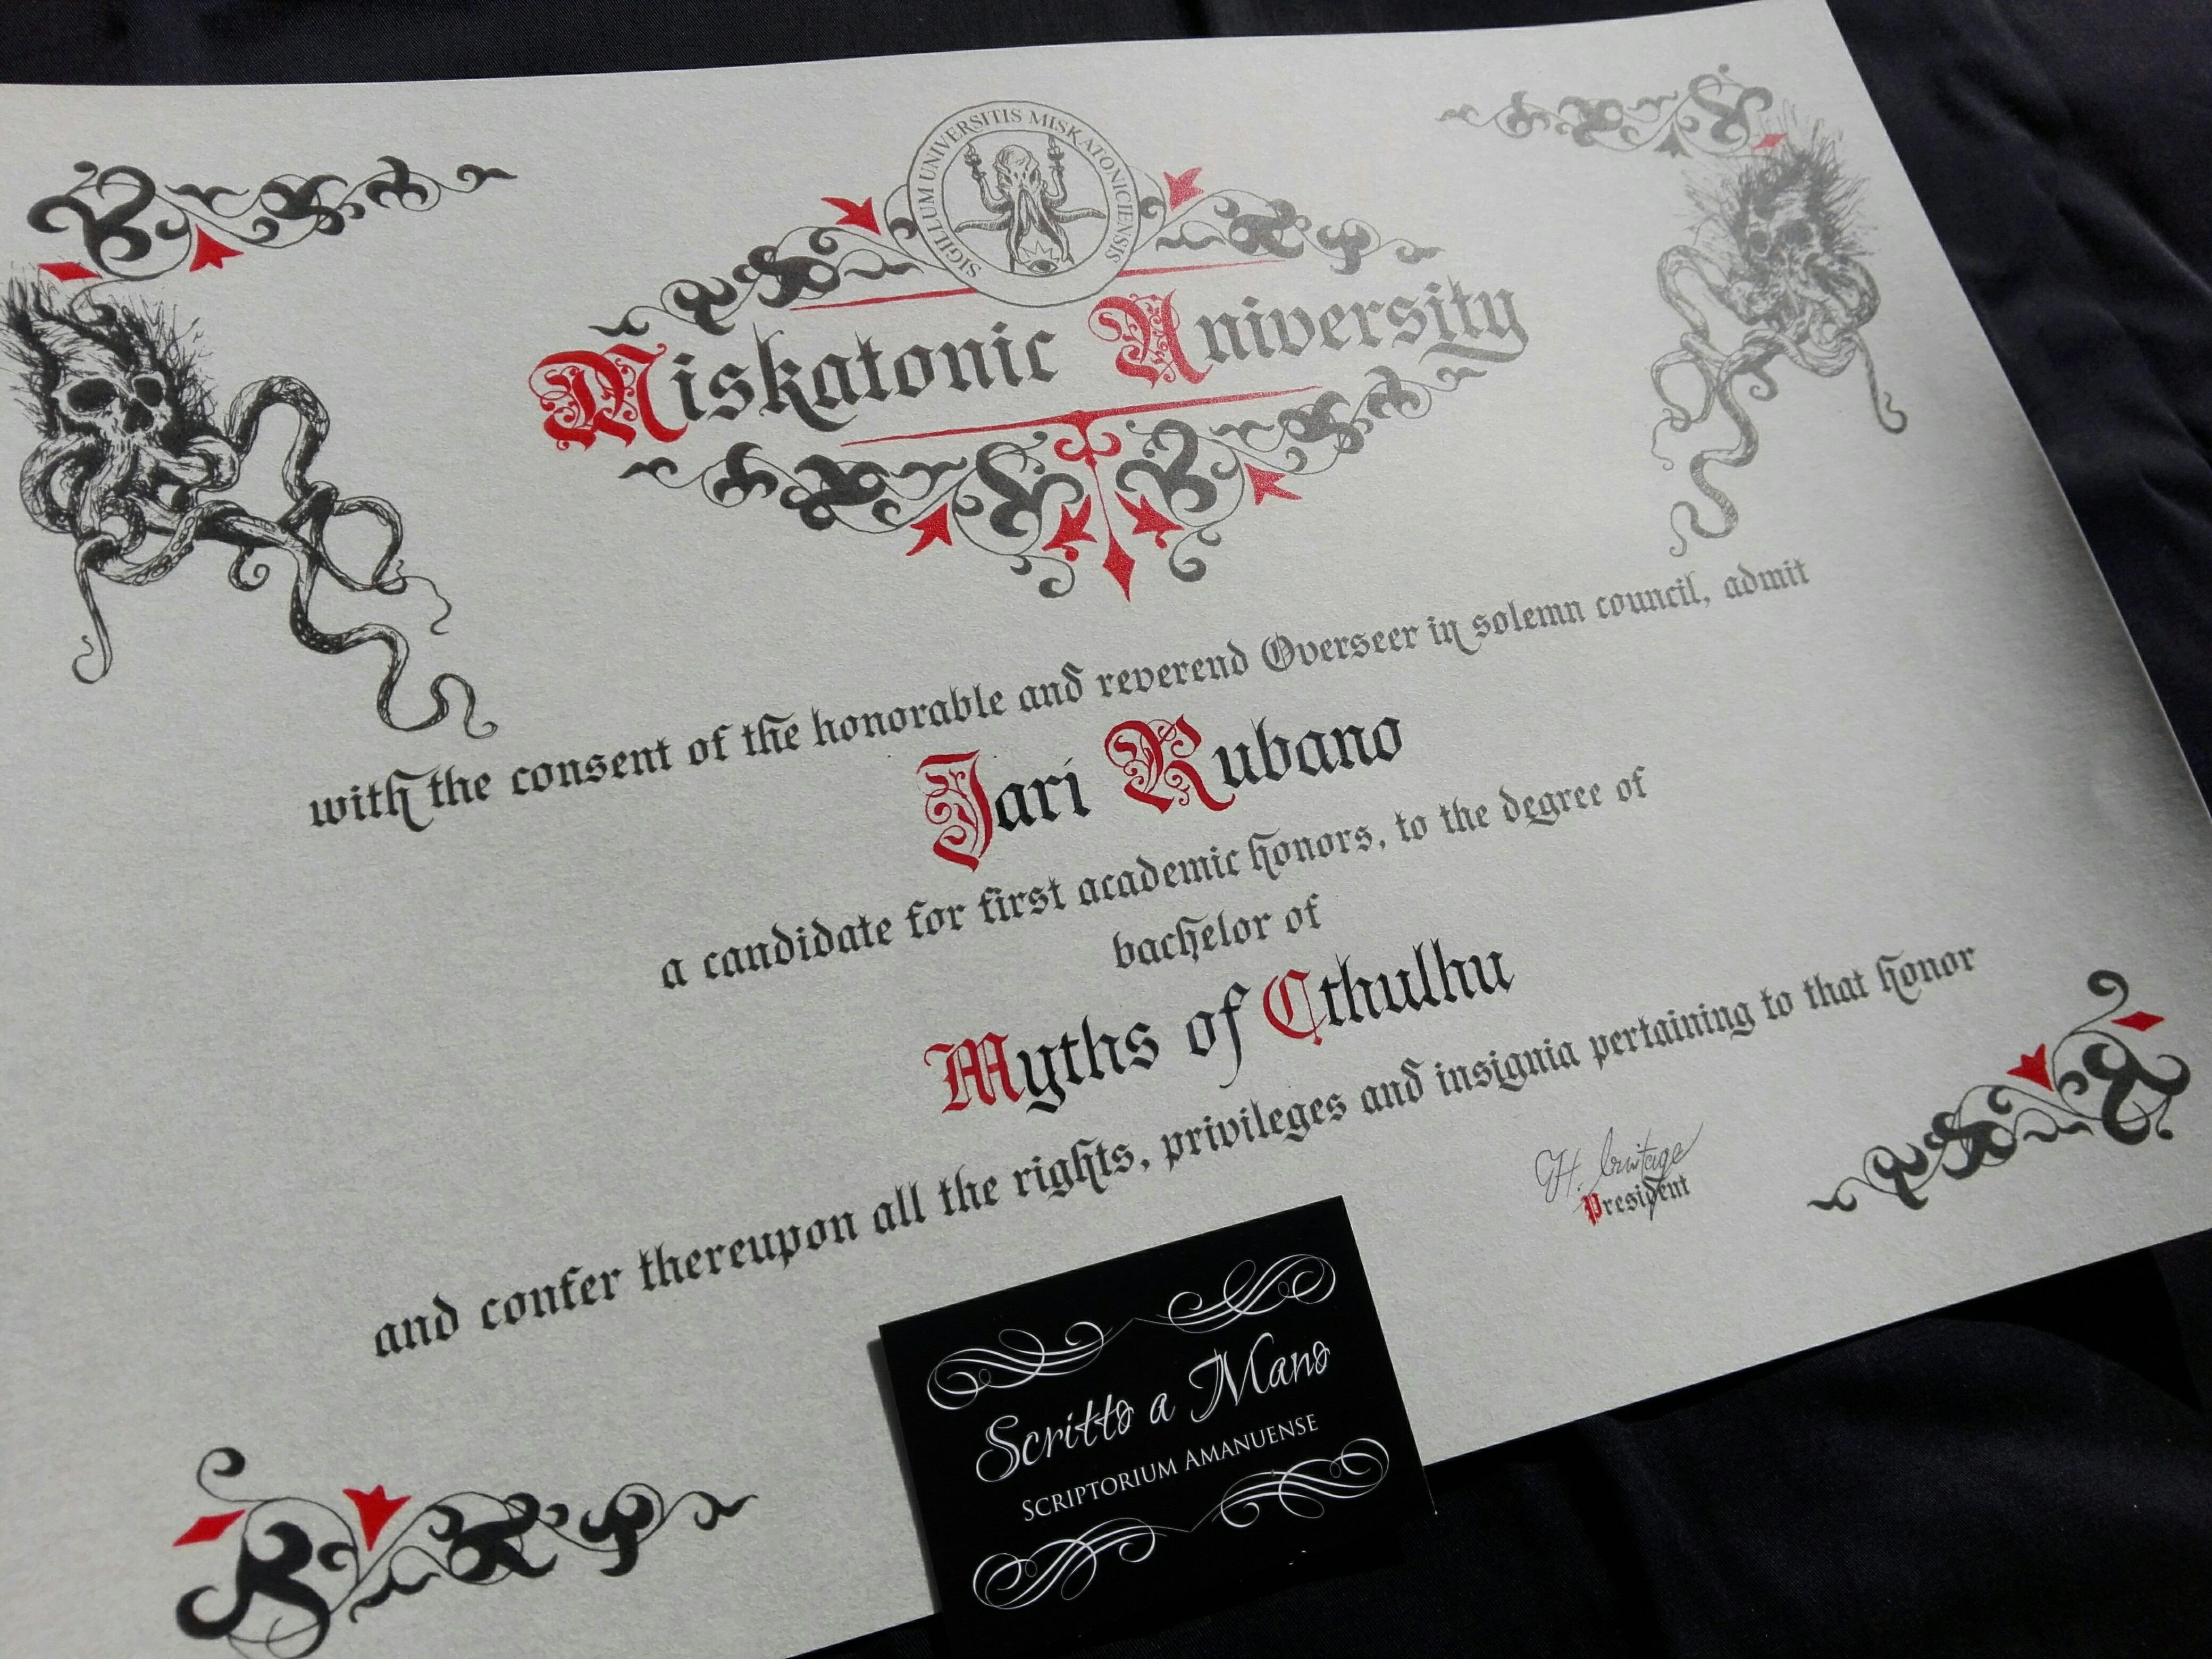 SIGILLUM UNIVERSITIS MISKATONICIENSIS
Miskatonic University
with the consent of the honorable and reverend Overseer in solemn council, admit
Jari Rubano
a candidate for first academic honors, to the degree of
bachelor of
Myths of Cthulhu
and confer thereupon all the rights, privileges and insignia pertaining to that honor
H. Armitage
President
Scritto a Mano
SCRIPTORIUM AMANUENSE